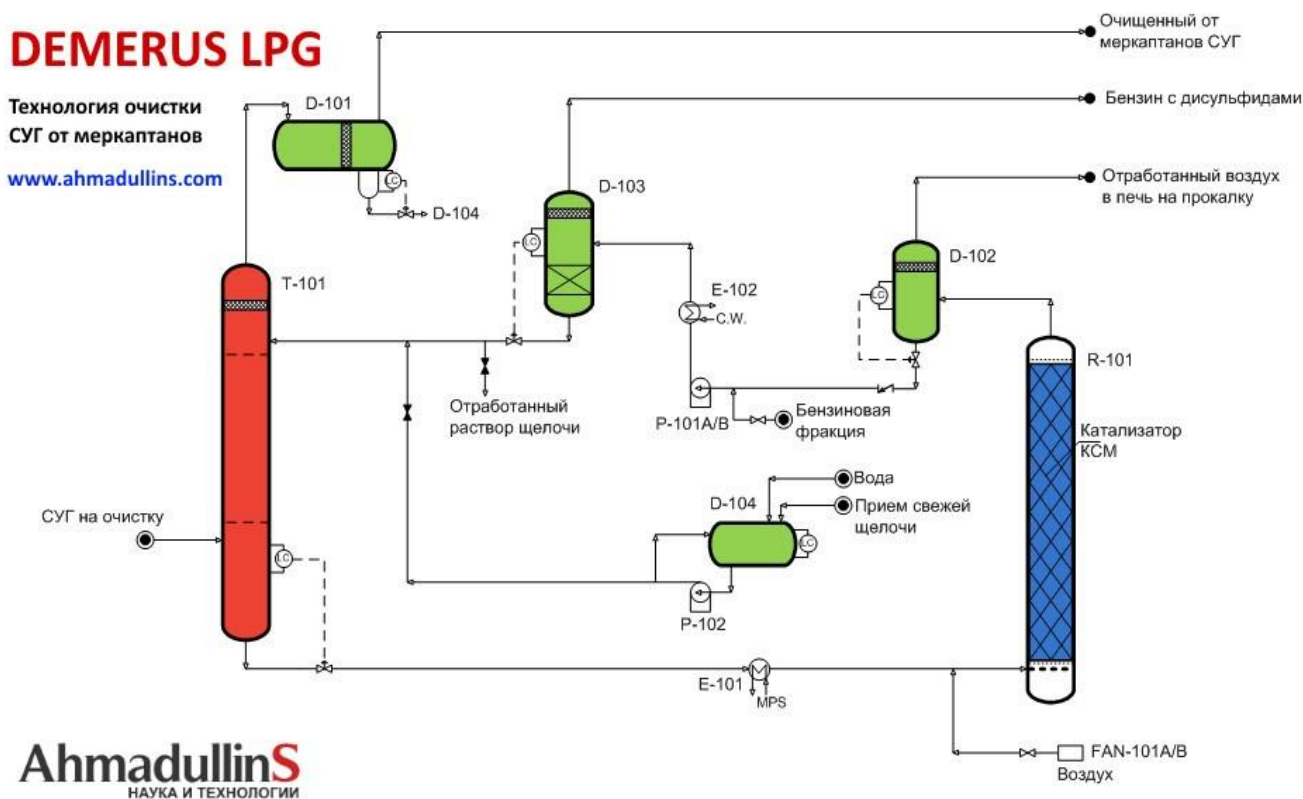 DEMERUS LPG
Технология очистки
СУГ от меркаптанов
www.ahmadullins.com
Очищенный от
меркаптанов СУГ
Бензин с дисульфидами
Отработанный воздух
в печь на прокалку
D-101
LC
D-104
D-103
LC
D-102
LC
E-102
C.W.
T-101
R-101
Отработанный
раствор щелочи
P-101A/B
Бензиновая
фракция
Катализатор
КСМ
Вода
D-104
Прием свежей
щелочи
LC
СУГ на очистку
LC
P-102
E-101
MPS
FAN-101A/B
Воздух
AhmadullinS
НАУКА И ТЕХНОЛОГИИ